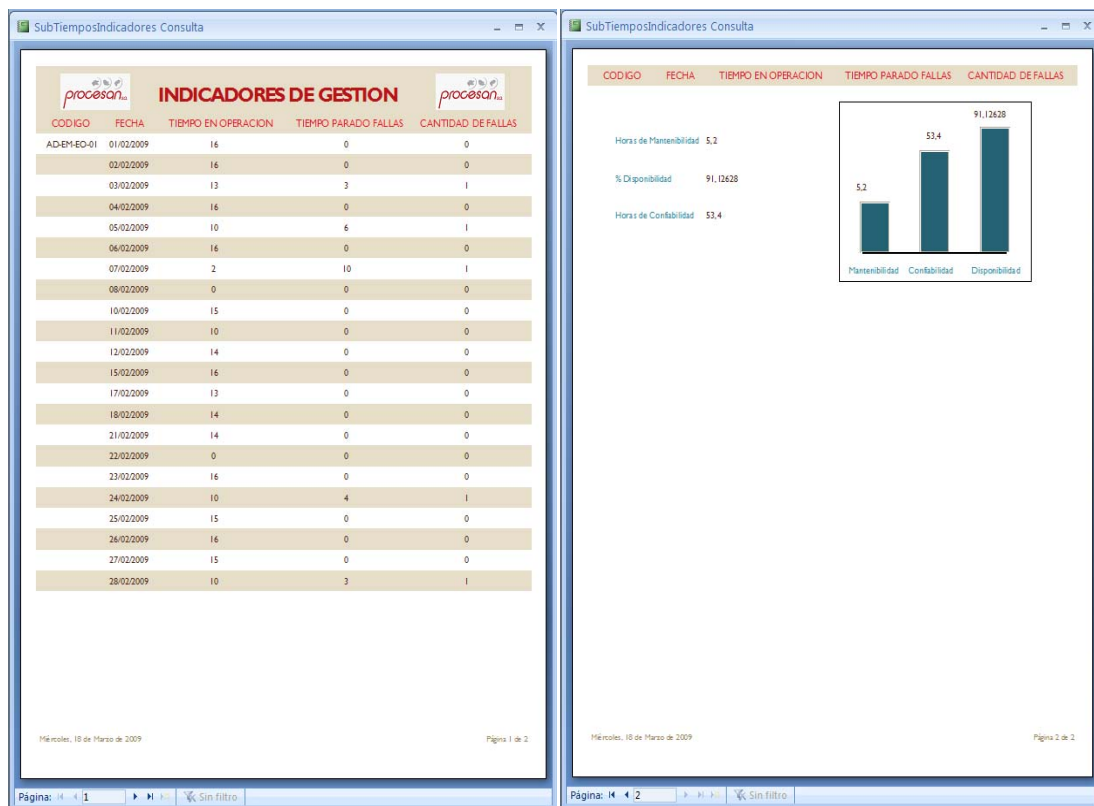 SubTiemposIndicadores Consulta
procesan s.a.
INDICADORES DE GESTION
procesan s.a.
CODIGO FECHA TIEMPO EN OPERACION TIEMPO PARADO FALLAS CANTIDAD DE FALLAS
AD-EM-EO-01 01/02/2009 16 0 0
02/02/2009 16 0 0
03/02/2009 13 3 1
04/02/2009 16 0 0
05/02/2009 10 6 1
06/02/2009 16 0 0
07/02/2009 2 10 1
08/02/2009 0 0 0
10/02/2009 15 0 0
11/02/2009 10 0 0
12/02/2009 14 0 0
15/02/2009 16 0 0
17/02/2009 13 0 0
18/02/2009 14 0 0
21/02/2009 14 0 0
22/02/2009 0 0 0
23/02/2009 16 0 0
24/02/2009 10 4 1
25/02/2009 15 0 0
26/02/2009 16 0 0
27/02/2009 15 0 0
28/02/2009 10 3 1
Miércoles, 18 de Marzo de 2009 Página 1 de 2
Página: 1 Sin filtro
SubTiemposIndicadores Consulta
CODIGO FECHA TIEMPO EN OPERACION TIEMPO PARADO FALLAS CANTIDAD DE FALLAS
Horas de Mantenibilidad 5,2
% Disponibilidad 91,12628
Horas de Confiabilidad 53,4
91,12628
53,4
5,2
Mantenibilidad Confiabilidad Disponibilidad
Miércoles, 18 de Marzo de 2009 Página 2 de 2
Página: 2 Sin filtro